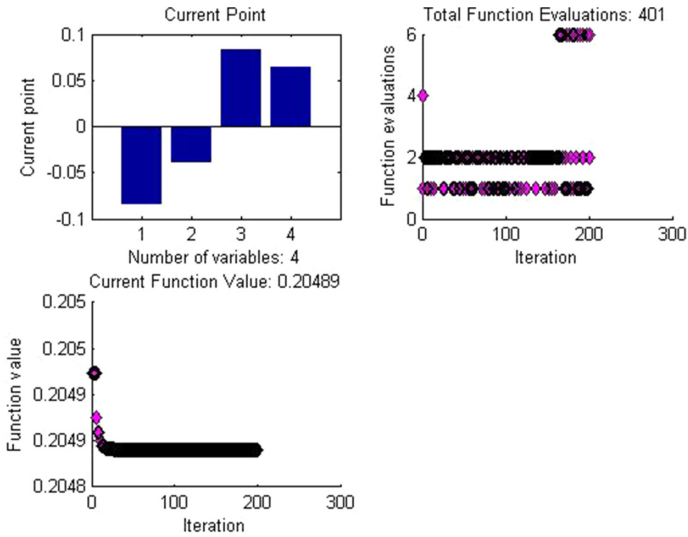 Current Point
0.1
0.05
0
-0.05
-0.1
Current point
1 2 3 4
Number of variables: 4
Total Function Evaluations: 401
6
4
2
0
Function evaluations
0 100 200 300
Iteration
Current Function Value: 0.20489
0.205
0.205
0.2049
0.2049
0.2048
Function value
0 100 200 300
Iteration